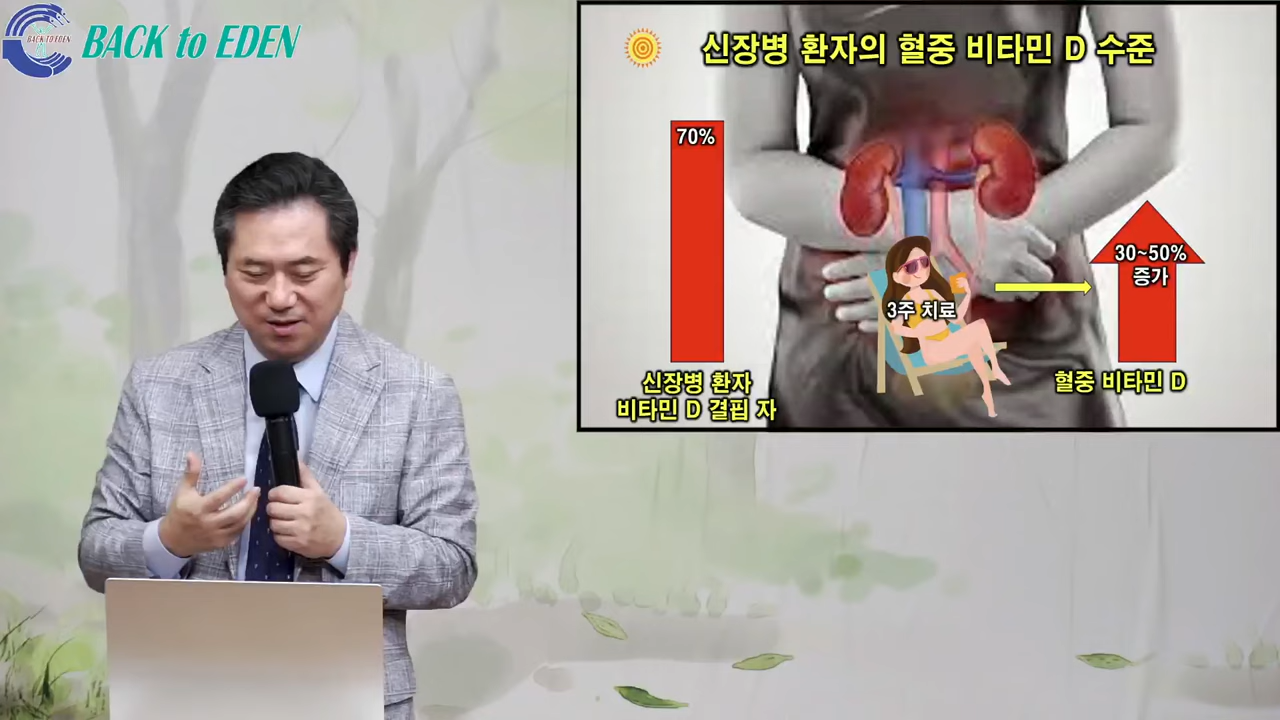 BACK TO EDEN
BACK to EDEN
신장병 환자의 혈중 비타민 D 수준
70%
30~50%
증가
3주 치료
신장병 환자
비타민 D 결핍 자
혈중 비타민 D